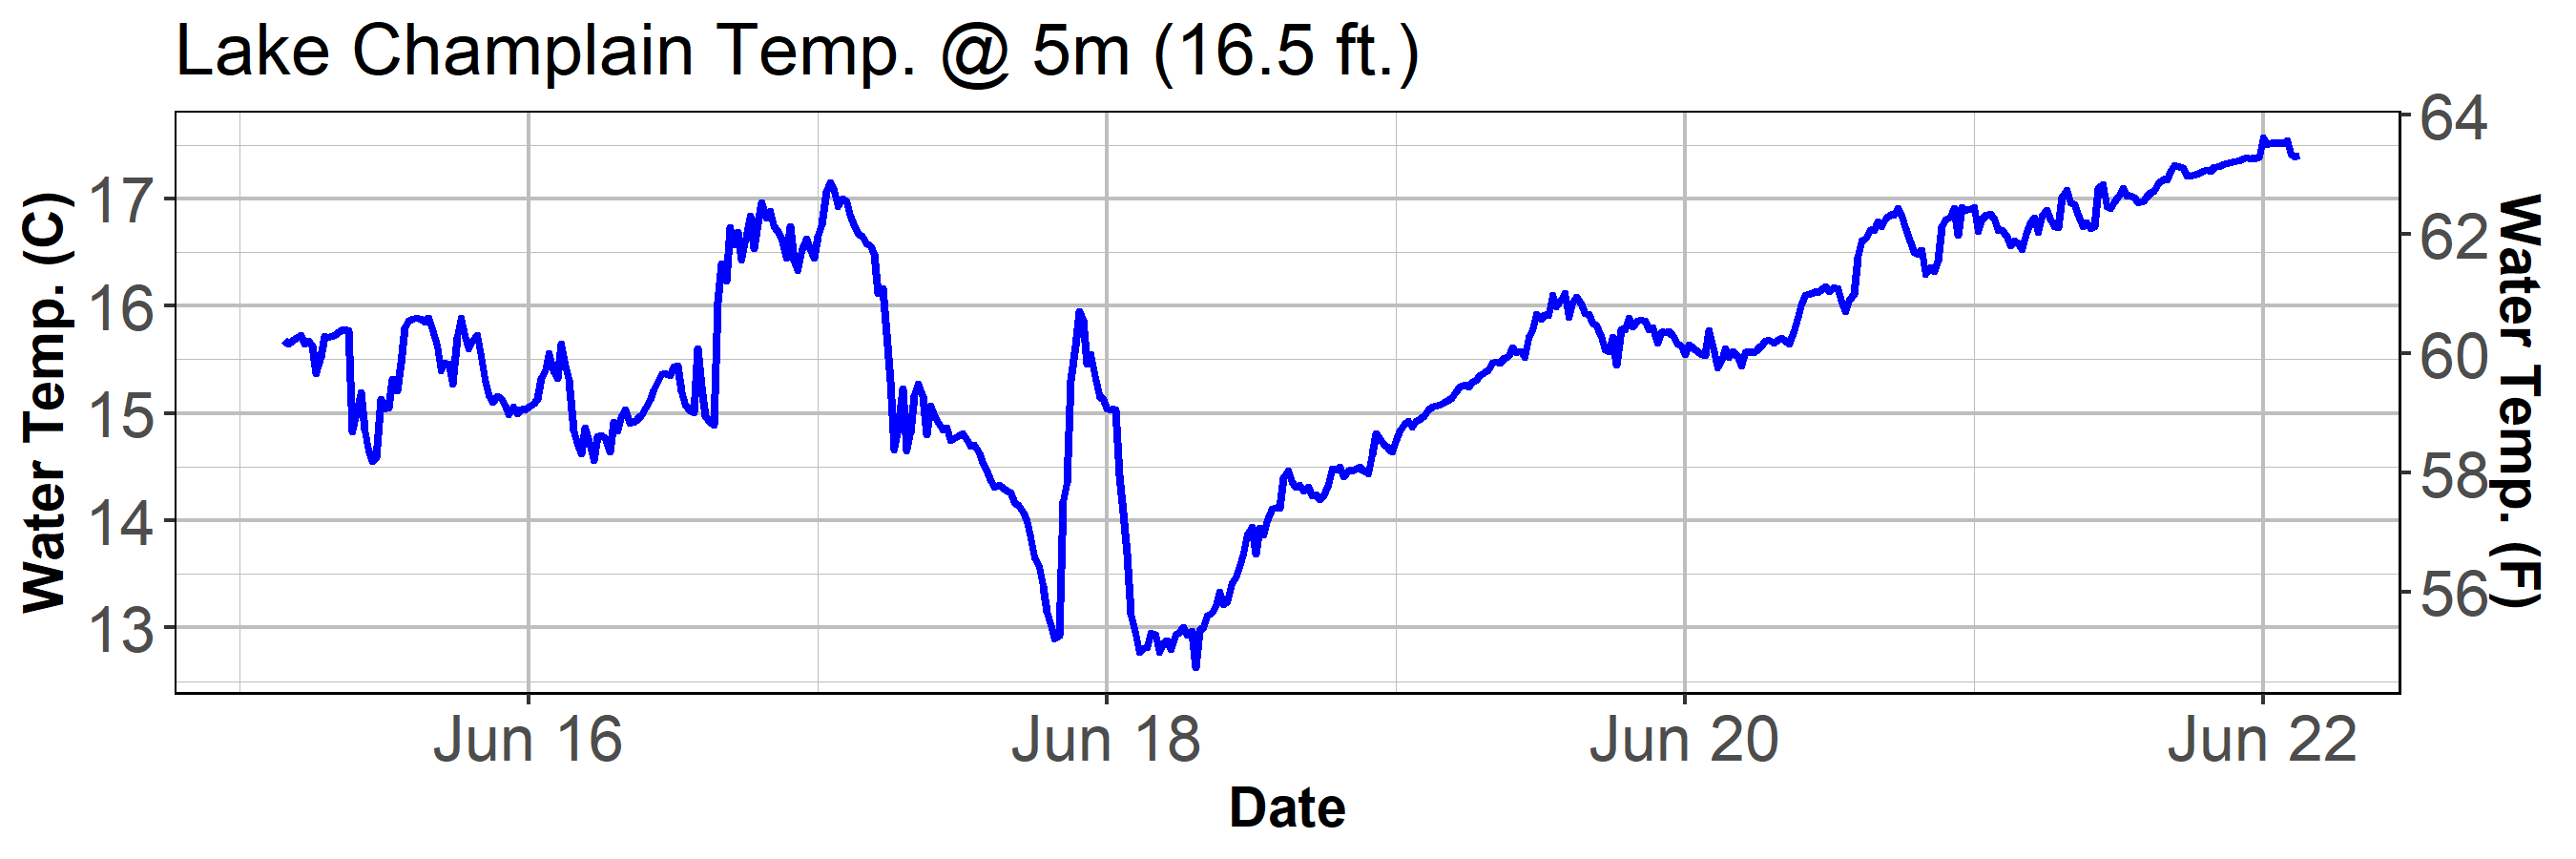 Lake Champlain Temp. @ 5m (16.5 ft.)
Water Temp. (C)
17
16
15
14
13
64
62
60
58
56
Water Temp. (F)
Jun 16 Jun 18 Jun 20 Jun 22
Date